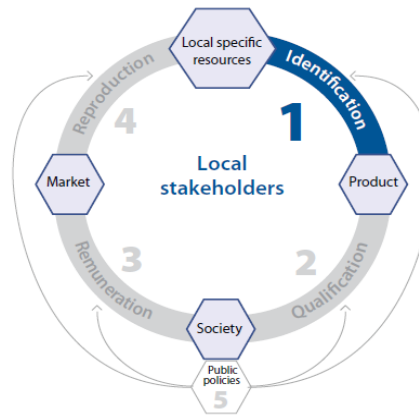 Local specific
resources
Identification
1
Reproduction
4
Local
stakeholders
Market
Product
3
2
Remuneration
Qualification
Society
Public
policies
5